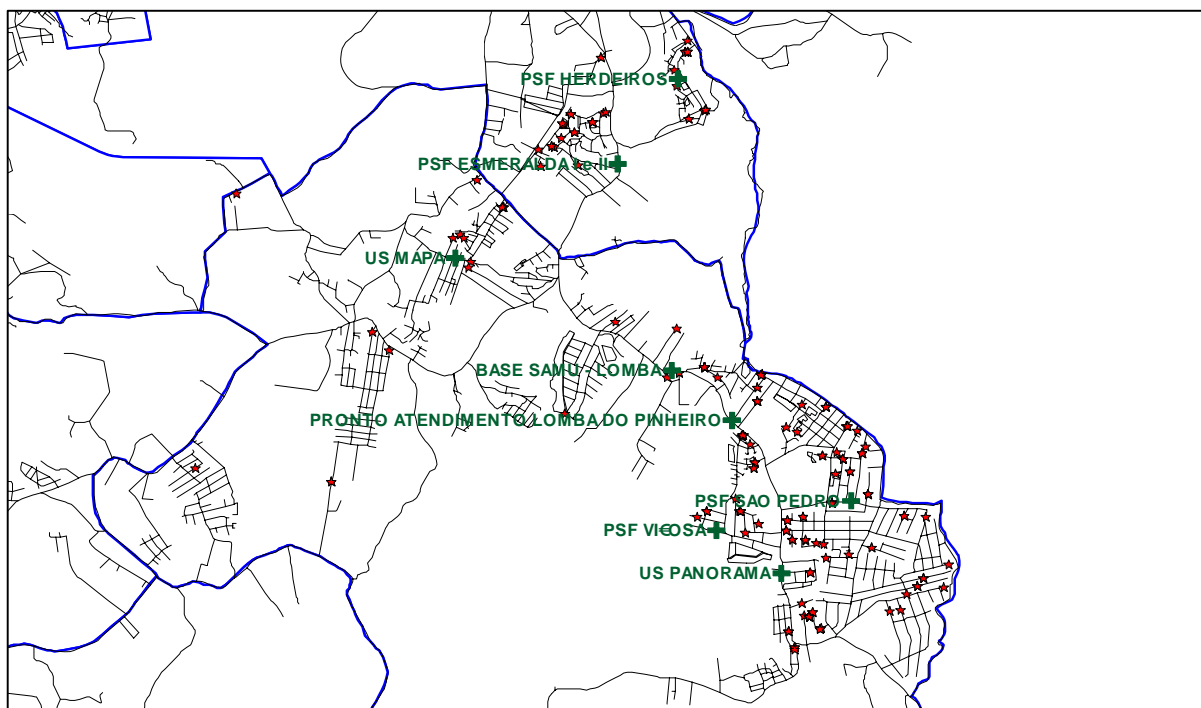 PSF HERDEIROS
PSF ESMERALDA I e II
US MAPA
BASE SAMU - LOMBA
PRONTO ATENDIMENTO LOMBA DO PINHEIRO
PSF SAO PEDRO
PSF VIÇOSA
US PANORAMA